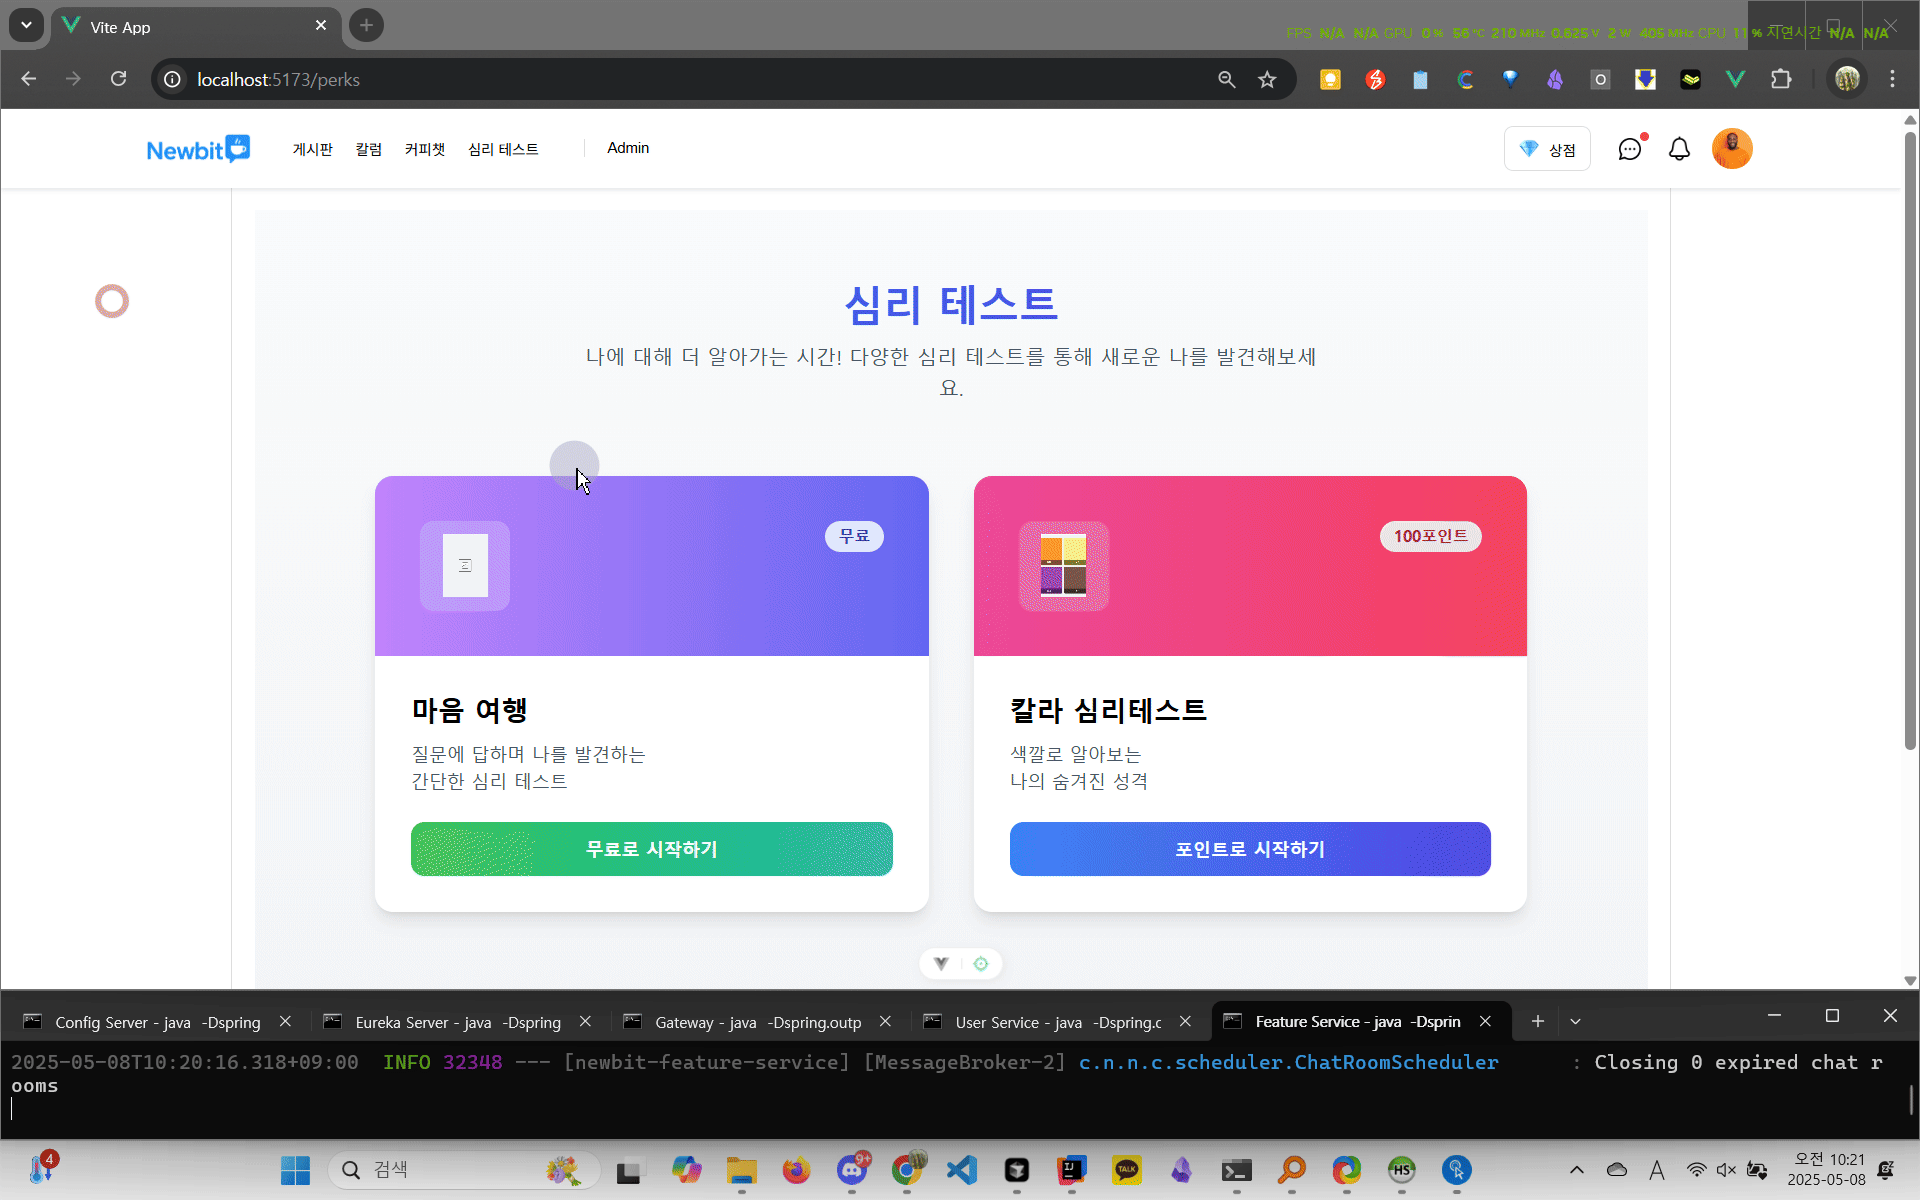 Vite App
FPS N/A N/A GPU 0 % 56 °C 210 MHz 0.625 V 2 W 405 MHz CPU 11 % 지연시간 N/A N/A
localhost:5173/perks
Newbit 게시판 칼럼 커피챗 심리 테스트 Admin 상점
심리 테스트
나에 대해 더 알아가는 시간! 다양한 심리 테스트를 통해 새로운 나를 발견해보세
요.
무료
100포인트
마음 여행
질문에 답하며 나를 발견하는
간단한 심리 테스트
무료로 시작하기
칼라 심리테스트
색깔로 알아보는
나의 숨겨진 성격
포인트로 시작하기
Config Server - java -Dspring Eureka Server - java -Dspring Gateway - java -Dspring.outp User Service - java -Dspring.c Feature Service - java -Dsprin
2025-05-08T10:20:16.318+09:00 INFO 32348 --- [newbit-feature-service] [MessageBroker-2] c.n.n.c.scheduler.ChatRoomScheduler : Closing 0 expired chat r
ooms
4
검색
9+
IJ
TALK
HS
A
오전 10:21
2025-05-08